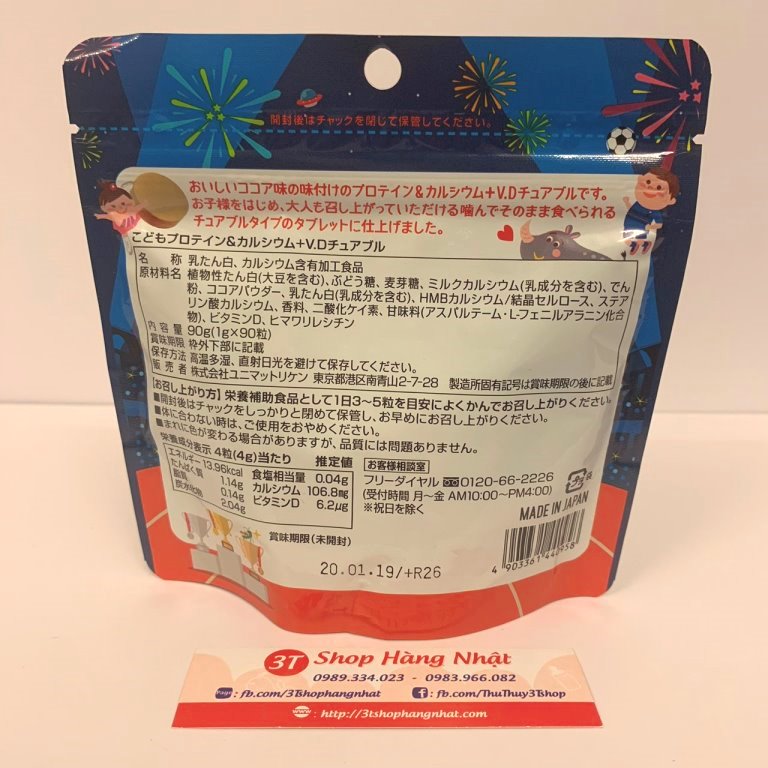 開封後はチャックを閉じて保管してください。
おいしいココア味の味付けのプロテイン&カルシウム+V.Dチュアブルです。
お子様をはじめ、大人も召し上がっていただける噛んでそのまま食べられる
チュアブルタイプのタブレットに仕上げました。
こどもプロテイン&カルシウム+V.Dチュアブル
名 称 乳たん白、カルシウム含有加工食品
原材料名 植物性たん白(大豆を含む)、ぶどう糖、麦芽糖、ミルクカルシウム(乳成分を含む)、でん
粉、ココアパウダー、乳たん白(乳成分を含む)、HMBカルシウム/結晶セルロース、ステア
リン酸カルシウム、香料、二酸化ケイ素、甘味料(アスパルテーム・L-フェニルアラニン化合
物)、ビタミンD、ヒマワリレシチン
内 容 量 90g(1g×90粒)
賞味期限 枠外下部に記載
保存方法 高温多湿、直射日光を避けて保存してください。
販 売 者 株式会社ユニマットリケン 東京都港区南青山2-7-28 製造所固有記号は賞味期限の後に記載
【お召し上がり方】栄養補助食品として1日3~5粒を目安によくかんでお召し上がりください。
■開封後はチャックをしっかりと閉めて保管し、お早めにお召し上がりください。
■体に合わない時は、ご使用をおやめください。
■まれに色が変わる場合がありますが、品質には問題ありません。
栄養成分表示 4粒(4g)当たり 推定値
エネルギー 13.96kcal 食塩相当量 0.04g
たんぱく質 1.14g カルシウム 106.8mg
脂質 0.14g ビタミンD 6.2μg
炭水化物 2.04g
お客様相談室
フリーダイヤル 0120-66-2226
(受付時間 月~金 AM10:00~PM4:00)
※祝日を除く
プラ
袋
MADE IN JAPAN
賞味期限(未開封)
20.01.19/+R26
4 903361 440958
3T Shop Hàng Nhật
0989.334.023 - 0983.966.082
Page : fb.com/3Tshophangnhat f : fb.com/ThuThuy3Tshop
www : http://3tshophangnhat.com